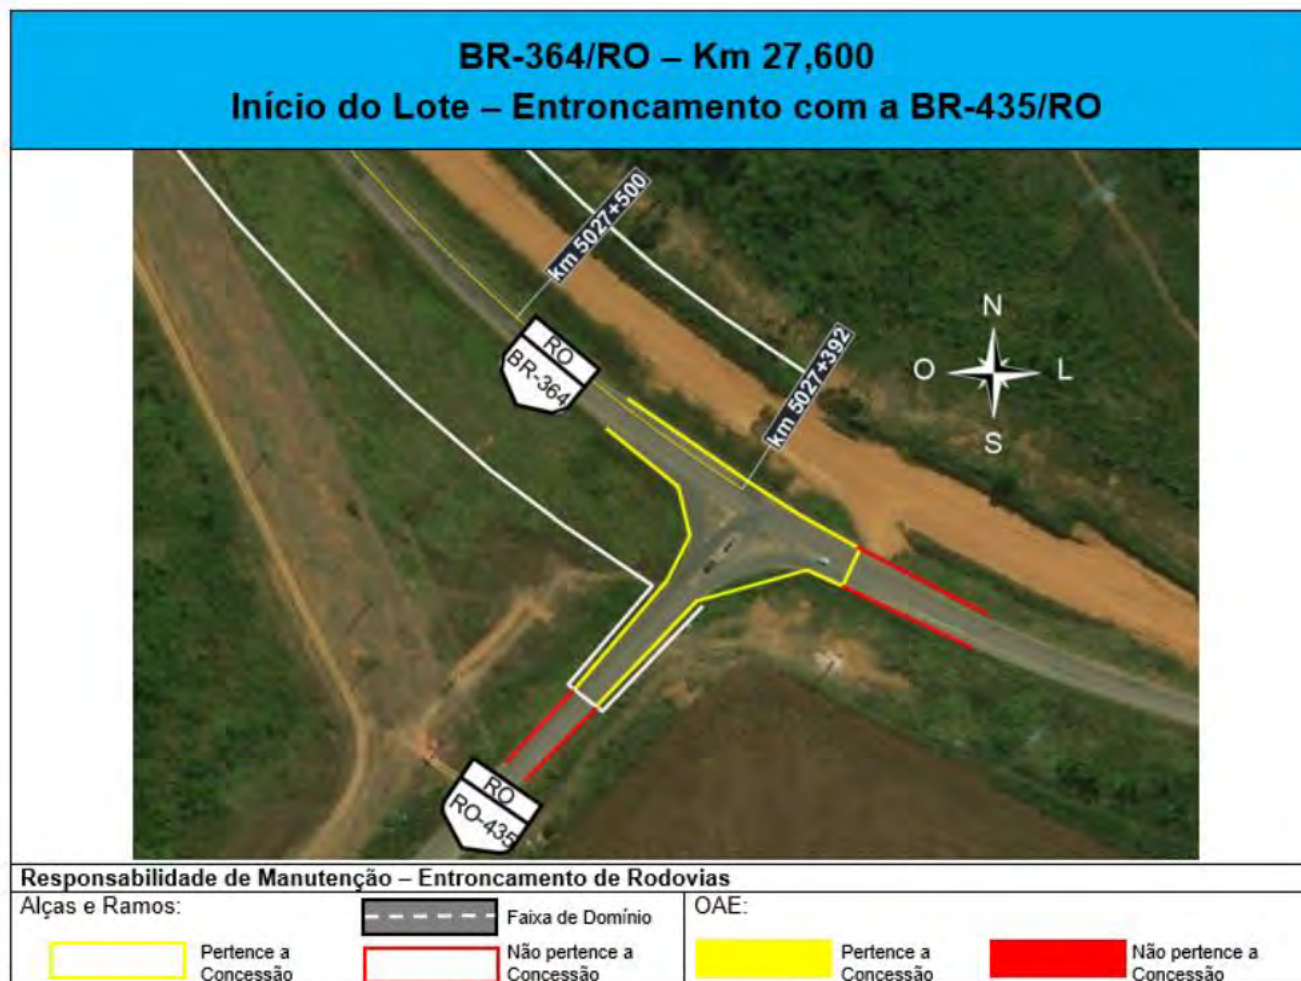 BR-364/RO – Km 27,600
Início do Lote – Entroncamento com a BR-435/RO
km 5027+500
RO
BR-364
km 5027+392
N
O
L
S
RO
RO-435
Responsabilidade de Manutenção – Entroncamento de Rodovias
Alças e Ramos:
Faixa de Domínio
OAE:
Pertence a
Concessão
Não pertence a
Concessão
Pertence a
Concessão
Não pertence a
Concessão